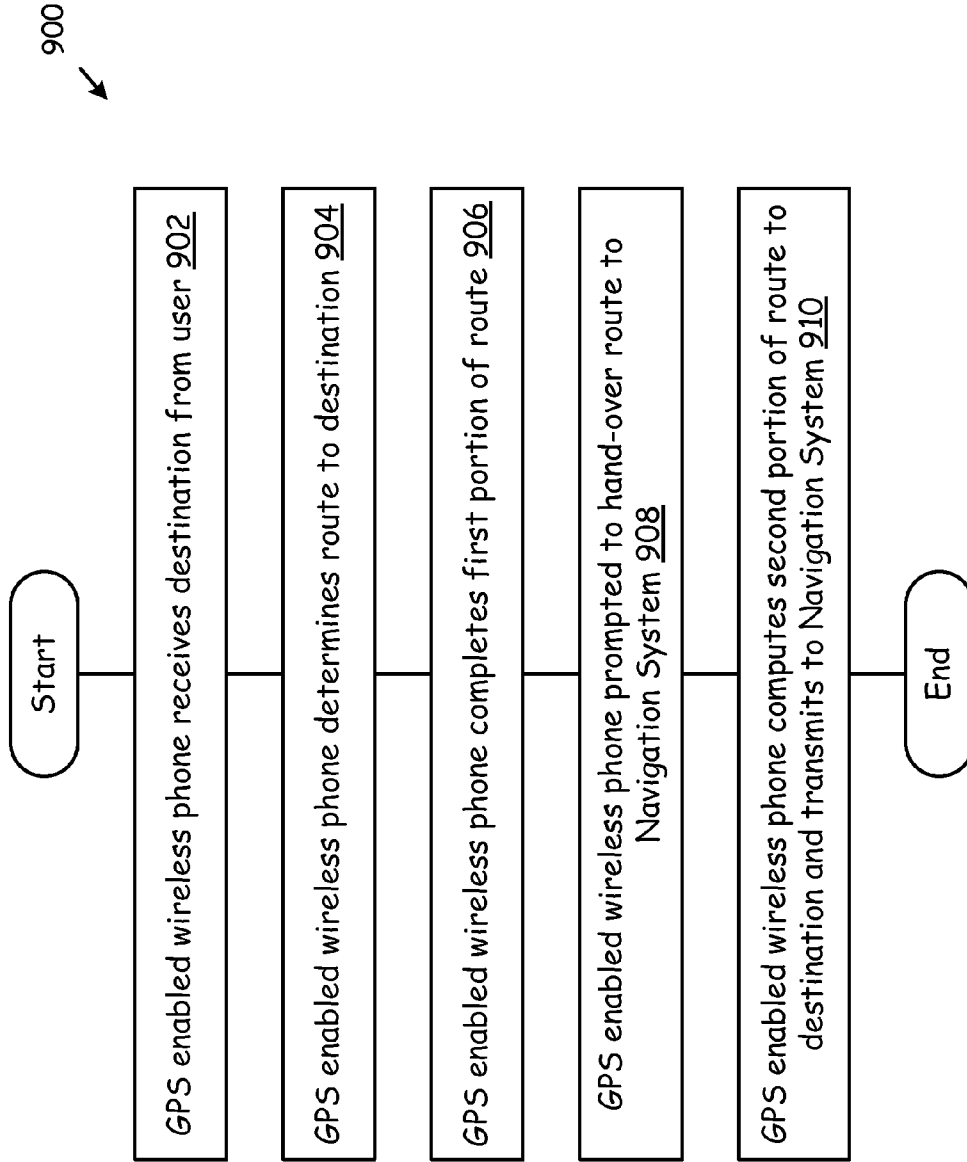 900
Start
GPS enabled wireless phone receives destination from user 902
GPS enabled wireless phone determines route to destination 904
GPS enabled wireless phone completes first portion of route 906
GPS enabled wireless phone prompted to hand-over route to
Navigation System 908
GPS enabled wireless phone computes second portion of route to
destination and transmits to Navigation System 910
End